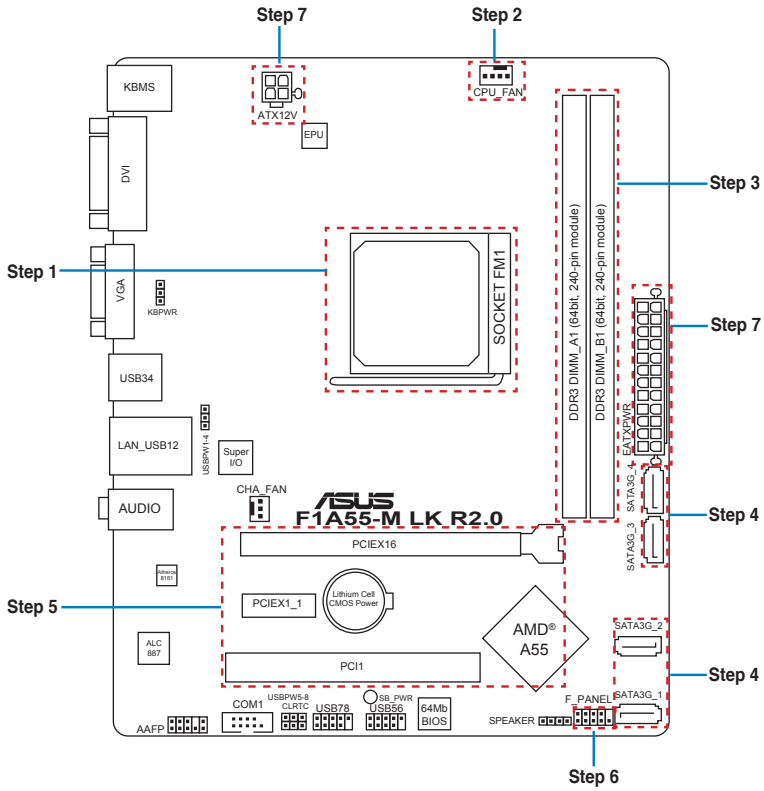 Step 7
Step 2
KBMS
ATX12V
CPU_FAN
EPU
DVI
Step 3
DDR3 DIMM_A1 (64bit, 240-pin module)
DDR3 DIMM_B1 (64bit, 240-pin module)
Step 1
VGA
KBPWR
SOCKET FM1
Step 7
EATXPWR
USB34
LAN_USB12
USBPW1-4
Super
I/O
AUDIO
CHA_FAN
ASUS
F1A55-M LK R2.0
SATA3G_4
SATA3G_3
Step 4
PCIEX16
Atheros
8161
Step 5
PCIEX1_1
Lithium Cell
CMOS Power
AMD®
A55
SATA3G_2
ALC
887
PCI1
Step 4
AAFP
COM1
USBPW5-8
CLRTC
USB78
SB_PWR
USB56
64Mb
BIOS
SPEAKER
F_PANEL
SATA3G_1
Step 6